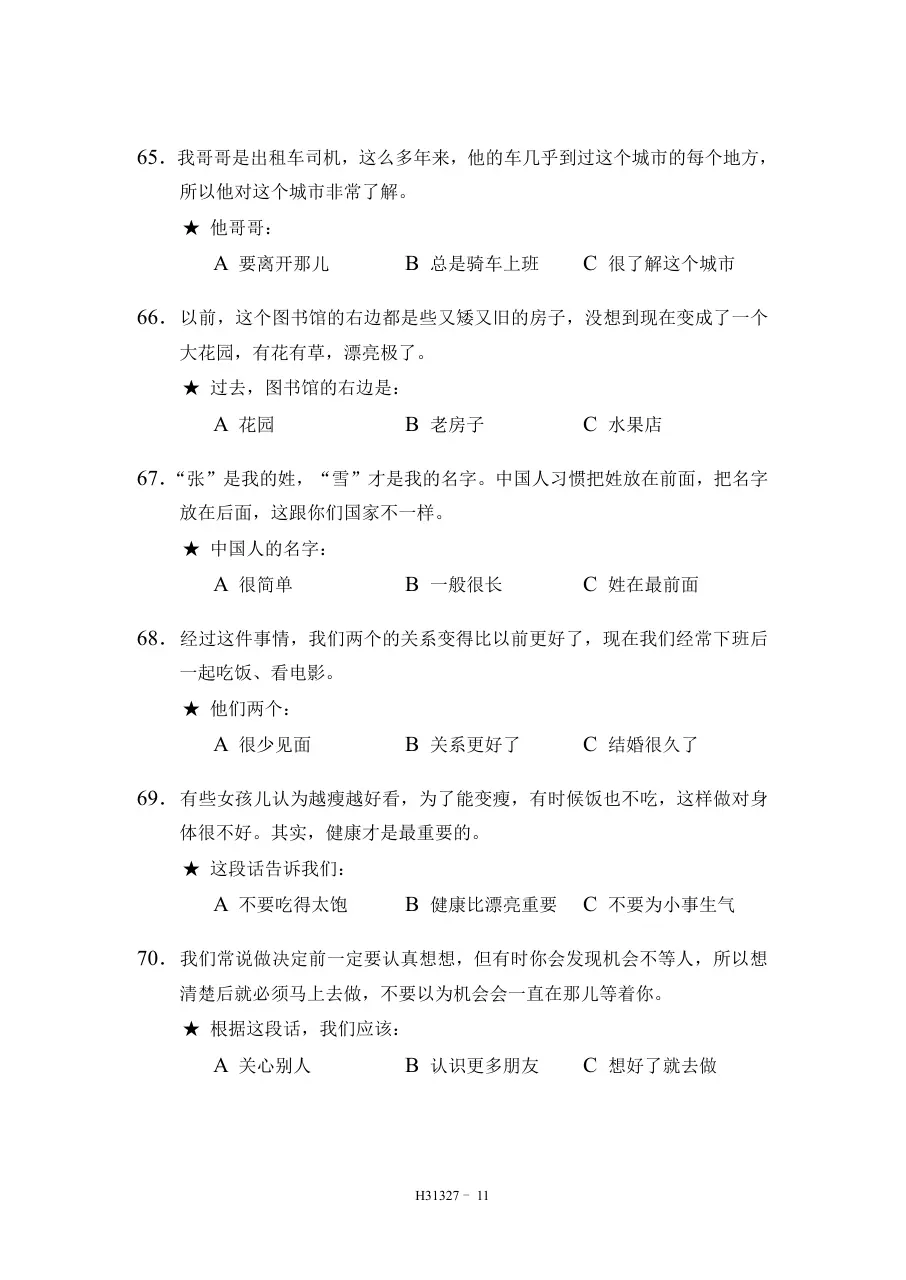 65．我哥哥是出租车司机，这么多年来，他的车几乎到过这个城市的每个地方，
所以他对这个城市非常了解。
★ 他哥哥：
A 要离开那儿 B 总是骑车上班 C 很了解这个城市
66．以前，这个图书馆的右边都是些又矮又旧的房子，没想到现在变成了一个
大花园，有花有草，漂亮极了。
★ 过去，图书馆的右边是：
A 花园 B 老房子 C 水果店
67．“张”是我的姓，“雪”才是我的名字。中国人习惯把姓放在前面，把名字
放在后面，这跟你们国家不一样。
★ 中国人的名字：
A 很简单 B 一般很长 C 姓在最前面
68．经过这件事情，我们两个的关系变得比以前更好了，现在我们经常下班后
一起吃饭、看电影。
★ 他们两个：
A 很少见面 B 关系更好了 C 结婚很久了
69．有些女孩儿认为越瘦越好看，为了能变瘦，有时候饭也不吃，这样做对身
体很不好。其实，健康才是最重要的。
★ 这段话告诉我们：
A 不要吃得太饱 B 健康比漂亮重要 C 不要为小事生气
70．我们常说做决定前一定要认真想想，但有时你会发现机会不等人，所以想
清楚后就必须马上去做，不要以为机会会一直在那儿等着你。
★ 根据这段话，我们应该：
A 关心别人 B 认识更多朋友 C 想好了就去做
H31327－ 11